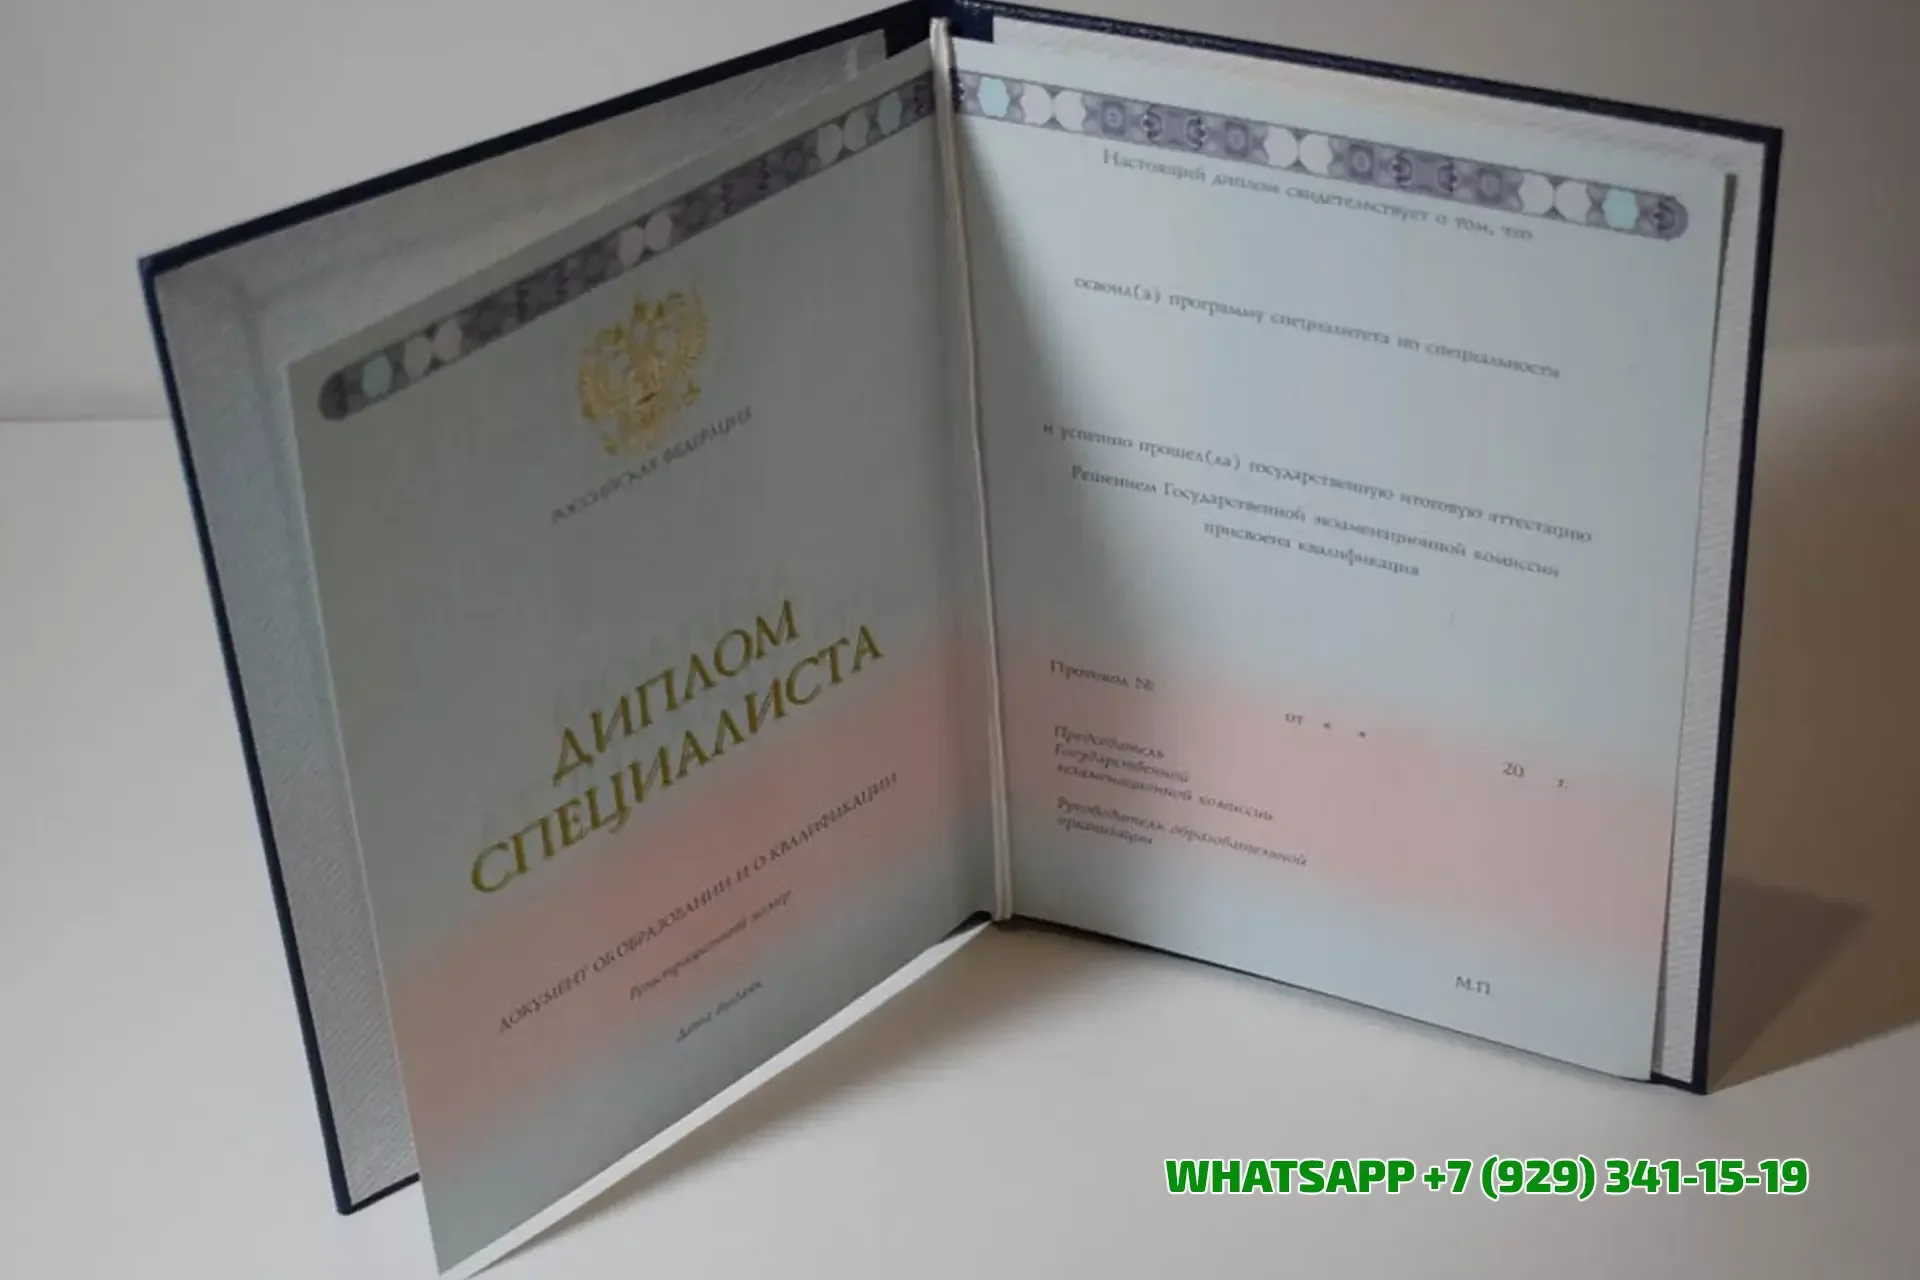 РОССИЙСКАЯ ФЕДЕРАЦИЯ
ДИПЛОМ
СПЕЦИАЛИСТА
ДОКУМЕНТ ОБ ОБРАЗОВАНИИ И О КВАЛИФИКАЦИИ
Регистрационный номер
Дата выдачи
Настоящий диплом свидетельствует о том, что
освоил(а) программу специалитета по специальности
и успешно прошел(ла) государственную итоговую аттестацию
Решением Государственной экзаменационной комиссии
присвоена квалификация
Протокол №
от « »
20 г.
Председатель
Государственной
экзаменационной комиссии
Руководитель образовательной
организации
М.П.
WHATSAPP +7 (929) 341-15-19